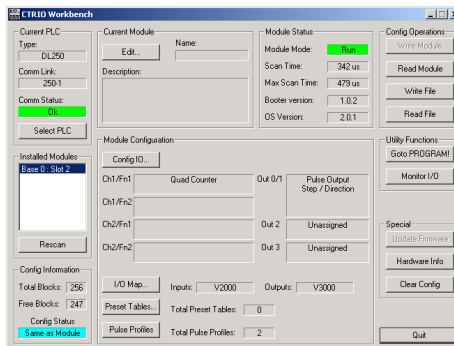 CTRIO Workbench
Current PLC
Type:
DL250
Comm Link:
250-1
Comm Status:
Ok
Select PLC
Installed Modules
Base 0 : Slot 2
Rescan
Config Information
Total Blocks: 256
Free Blocks: 247
Config Status
Same as Module
Current Module
Edit...
Name:
Description:
Module Status
Module Mode: Run
Scan Time: 342 us
Max Scan Time: 479 us
Booter version: 1.0.2
OS Version: 2.0.1
Module Configuration
Config IO...
Ch1/Fn1 Quad Counter Out 0/1 Pulse Output
Step / Direction
Ch1/Fn2
Ch2/Fn1 Out 2 Unassigned
Ch2/Fn2 Out 3 Unassigned
I/O Map... Inputs: V2000 Outputs: V3000
Preset Tables... Total Preset Tables: 0
Pulse Profiles Total Pulse Profiles: 2
Config Operations
Write Module
Read Module
Write File
Read File
Utility Functions
Goto PROGRAM!
Monitor I/O
Special
Update Firmware
Hardware Info
Clear Config
Quit